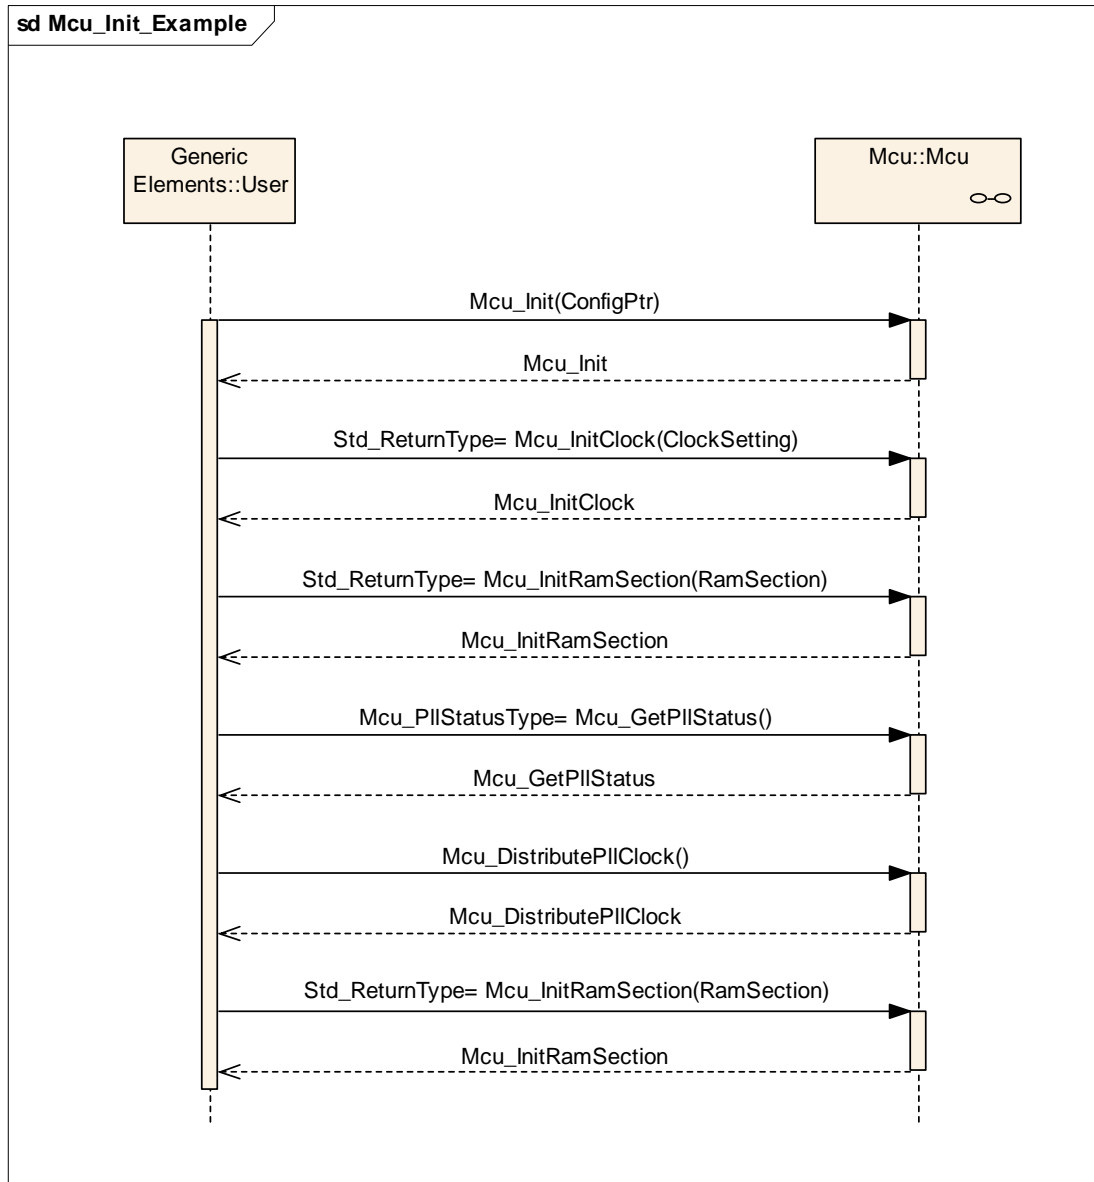 sd Mcu_Init_Example
Generic
Elements::User
Mcu::Mcu
Mcu_Init(ConfigPtr)
Mcu_Init
Std_ReturnType= Mcu_InitClock(ClockSetting)
Mcu_InitClock
Std_ReturnType= Mcu_InitRamSection(RamSection)
Mcu_InitRamSection
Mcu_PllStatusType= Mcu_GetPllStatus()
Mcu_GetPllStatus
Mcu_DistributePllClock()
Mcu_DistributePllClock
Std_ReturnType= Mcu_InitRamSection(RamSection)
Mcu_InitRamSection